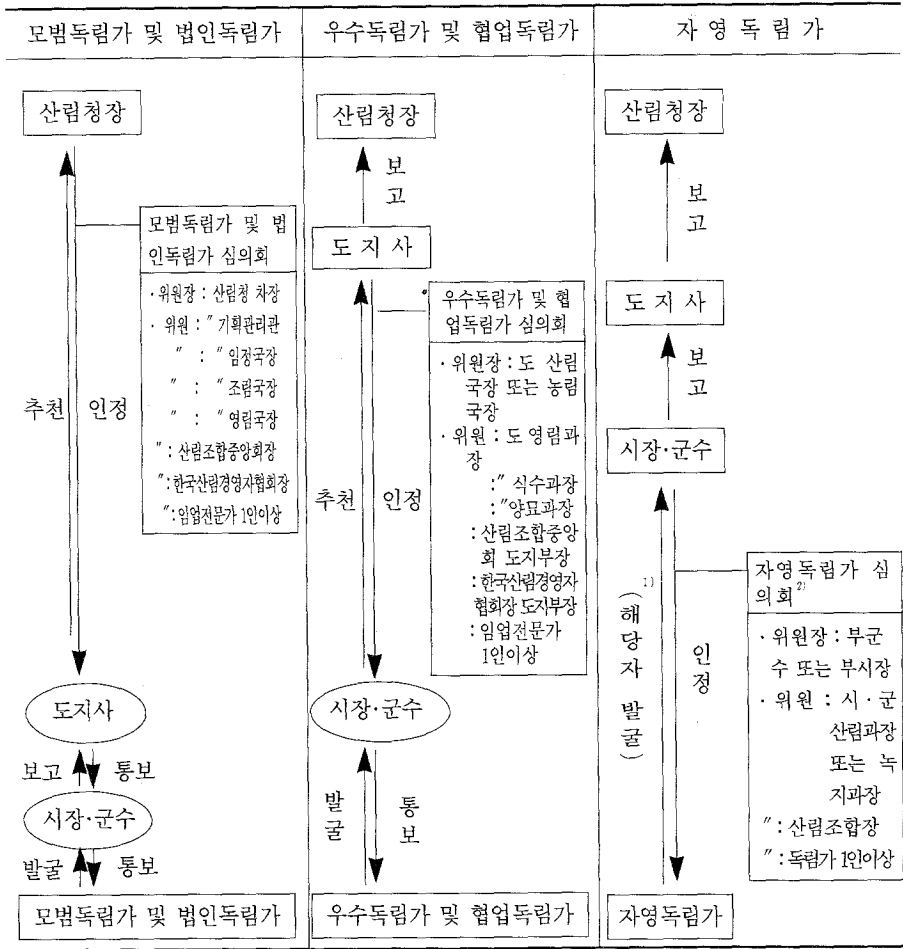 모범독림가 및 법인독림가
산림청장
모범독림가 및 법
인독림가 심의회
· 위원장 : 산림청 차장
· 위원 : 〃 기획관리관
〃 : 〃 임정국장
〃 : 〃 조림국장
〃 : 〃 영림국장
〃 : 산림조합중앙회장
〃 : 한국산림경영자협회장
〃 : 임업전문가 1인이상
추천
인정
도지사
보고
통보
시장·군수
발굴
통보
모범독림가 및 법인독림가
우수독림가 및 협업독림가
산림청장
보
고
도 지 사
우수독림가 및 협
업독림가 심의회
· 위원장 : 도 산림
국장 또는 농림
국장
· 위원 : 도 영림과
장
:〃 식수과장
:〃양묘과장
: 산림조합중앙
회 도지부장
: 한국산림경영자
협회장 도지부장
: 임업전문가
1인이상
추천
인정
시장·군수
발
굴
통
보
우수독림가 및 협업독림가
자 영 독 림 가
산림청장
보
고
도 지 사
보
고
시장·군수
1)
(
해
당
자
발
굴
)
인
정
자영독림가 심
의회2)
· 위원장 : 부군
수 또는 부시장
· 위원 : 시 · 군
산림과장
또는 녹
지과장
〃 : 산림조합장
〃 : 독림가 1인이상
자영독림가